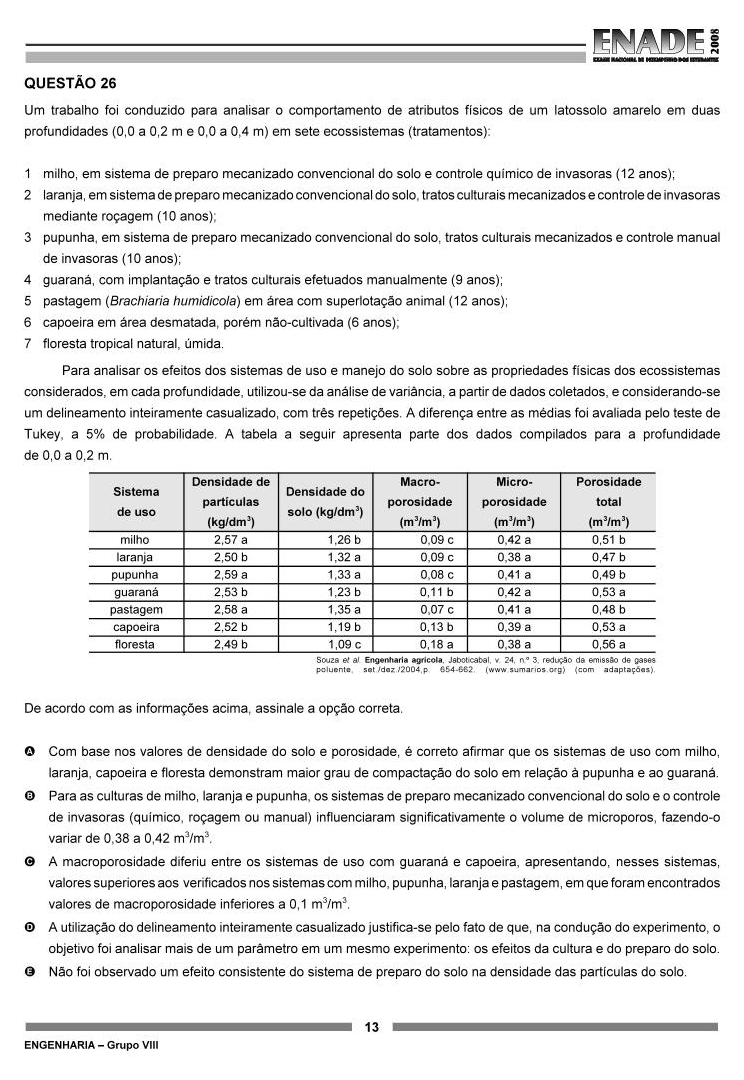 ENADE 2008
EXAME NACIONAL DE DESEMPENHO DOS ESTUDANTES
QUESTÃO 26
Um trabalho foi conduzido para analisar o comportamento de atributos físicos de um latossolo amarelo em duas
profundidades (0,0 a 0,2 m e 0,0 a 0,4 m) em sete ecossistemas (tratamentos):
1 milho, em sistema de preparo mecanizado convencional do solo e controle químico de invasoras (12 anos);
2 laranja, em sistema de preparo mecanizado convencional do solo, tratos culturais mecanizados e controle de invasoras
mediante roçagem (10 anos);
3 pupunha, em sistema de preparo mecanizado convencional do solo, tratos culturais mecanizados e controle manual
de invasoras (10 anos);
4 guaraná, com implantação e tratos culturais efetuados manualmente (9 anos);
5 pastagem (Brachiaria humidicola) em área com superlotação animal (12 anos);
6 capoeira em área desmatada, porém não-cultivada (6 anos);
7 floresta tropical natural, úmida.
Para analisar os efeitos dos sistemas de uso e manejo do solo sobre as propriedades físicas dos ecossistemas
considerados, em cada profundidade, utilizou-se da análise de variância, a partir de dados coletados, e considerando-se
um delineamento inteiramente casualizado, com três repetições. A diferença entre as médias foi avaliada pelo teste de
Tukey, a 5% de probabilidade. A tabela a seguir apresenta parte dos dados compilados para a profundidade
de 0,0 a 0,2 m.
Sistema de uso | Densidade de partículas (kg/dm³) | Densidade do solo (kg/dm³) | Macro-porosidade (m³/m³) | Micro-porosidade (m³/m³) | Porosidade total (m³/m³)
milho 2,57 a 1,26 b 0,09 c 0,42 a 0,51 b
laranja 2,50 b 1,32 a 0,09 c 0,38 a 0,47 b
pupunha 2,59 a 1,33 a 0,08 c 0,41 a 0,49 b
guaraná 2,53 b 1,23 b 0,11 b 0,42 a 0,53 a
pastagem 2,58 a 1,35 a 0,07 c 0,41 a 0,48 b
capoeira 2,52 b 1,19 b 0,13 b 0,39 a 0,53 a
floresta 2,49 b 1,09 c 0,18 a 0,38 a 0,56 a
Souza et al. Engenharia agrícola, Jaboticabal, v. 24, n.º 3, redução da emissão de gases
poluente, set./dez./2004,p. 654-662. (www.sumarios.org) (com adaptações).
De acordo com as informações acima, assinale a opção correta.
A Com base nos valores de densidade do solo e porosidade, é correto afirmar que os sistemas de uso com milho,
laranja, capoeira e floresta demonstram maior grau de compactação do solo em relação à pupunha e ao guaraná.
B Para as culturas de milho, laranja e pupunha, os sistemas de preparo mecanizado convencional do solo e o controle
de invasoras (químico, roçagem ou manual) influenciaram significativamente o volume de microporos, fazendo-o
variar de 0,38 a 0,42 m³/m³.
C A macroporosidade diferiu entre os sistemas de uso com guaraná e capoeira, apresentando, nesses sistemas,
valores superiores aos verificados nos sistemas com milho, pupunha, laranja e pastagem, em que foram encontrados
valores de macroporosidade inferiores a 0,1 m³/m³.
D A utilização do delineamento inteiramente casualizado justifica-se pelo fato de que, na condução do experimento, o
objetivo foi analisar mais de um parâmetro em um mesmo experimento: os efeitos da cultura e do preparo do solo.
E Não foi observado um efeito consistente do sistema de preparo do solo na densidade das partículas do solo.
13
ENGENHARIA – Grupo VIII